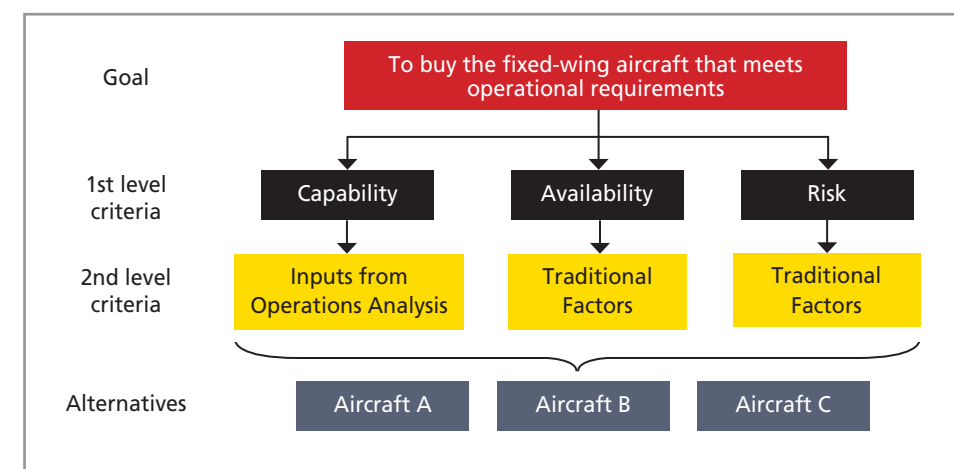 Goal
To buy the fixed-wing aircraft that meets
operational requirements
1st level
criteria
Capability
Availability
Risk
2nd level
criteria
Inputs from
Operations Analysis
Traditional
Factors
Traditional
Factors
Alternatives
Aircraft A
Aircraft B
Aircraft C